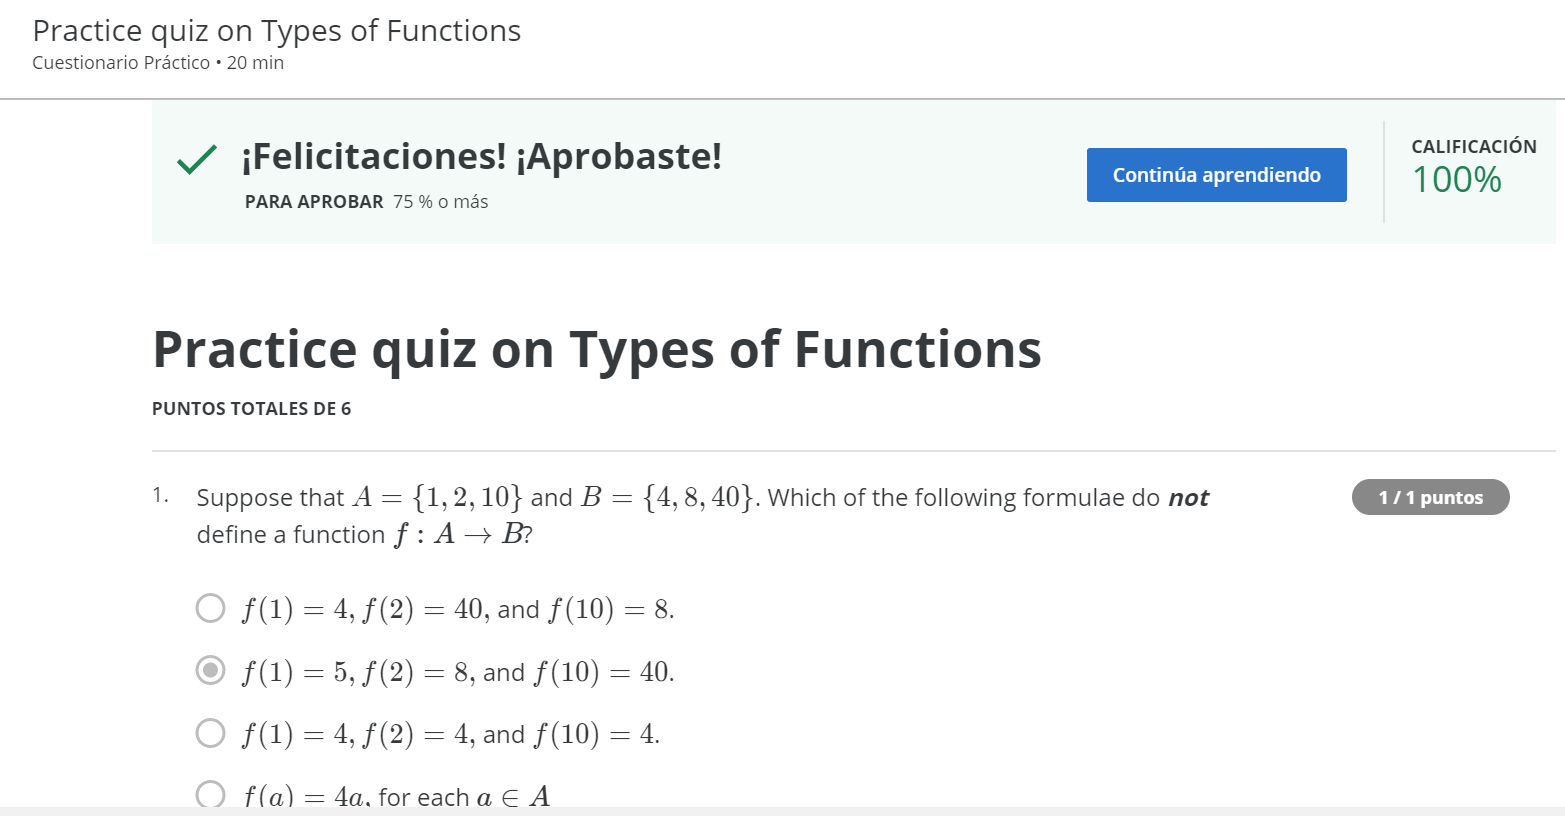 Practice quiz on Types of Functions
Cuestionario Práctico • 20 min
¡Felicitaciones! ¡Aprobaste!
PARA APROBAR 75 % o más
Continúa aprendiendo
CALIFICACIÓN
100%
Practice quiz on Types of Functions
PUNTOS TOTALES DE 6
1. Suppose that A = {1, 2, 10} and B = {4, 8, 40}. Which of the following formulae do not
define a function f : A → B?
1 / 1 puntos
f(1) = 4, f(2) = 40, and f(10) = 8.
f(1) = 5, f(2) = 8, and f(10) = 40.
f(1) = 4, f(2) = 4, and f(10) = 4.
f(a) = 4a, for each a ∈ A